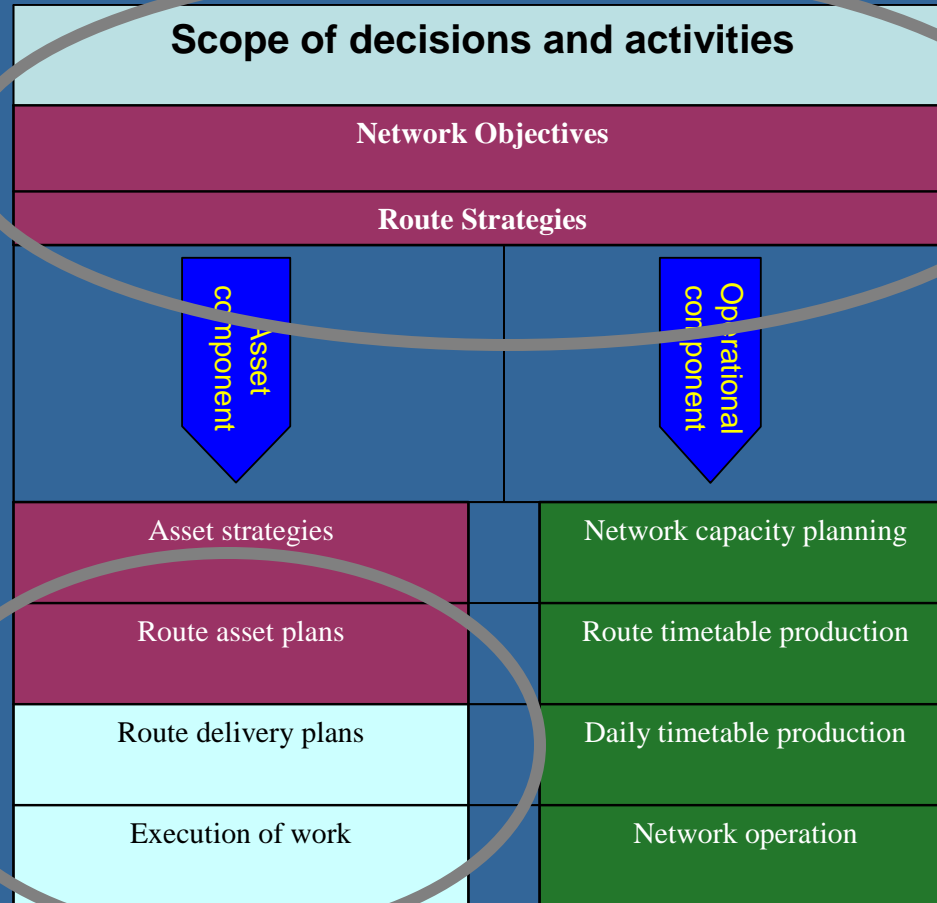 Scope of decisions and activities
Network Objectives
Route Strategies
Asset
component
Operational
component
Asset strategies
Network capacity planning
Route asset plans
Route timetable production
Route delivery plans
Daily timetable production
Execution of work
Network operation